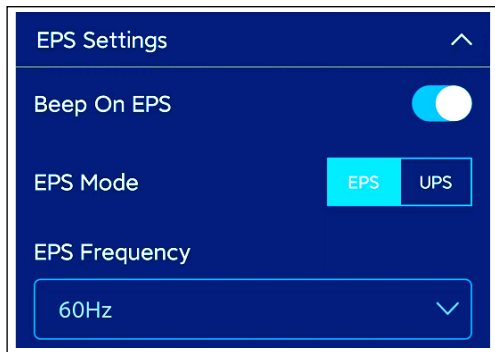 EPS Settings
Beep On EPS
EPS Mode EPS UPS
EPS Frequency
60Hz